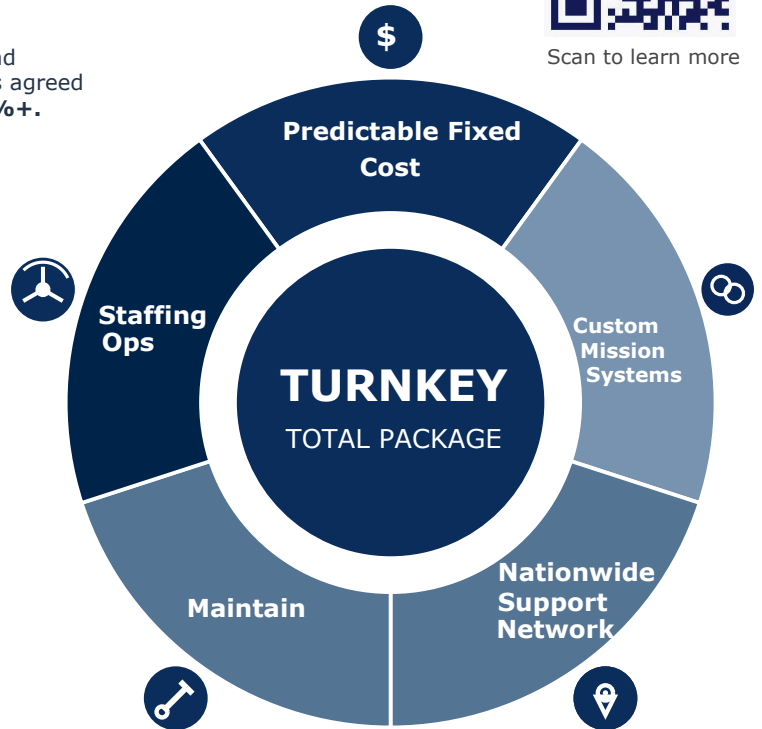 $
Scan to learn more
agreed
%+.
Predictable Fixed
Cost
Staffing
Ops
Custom
Mission
Systems
TURNKEY
TOTAL PACKAGE
Nationwide
Support
Network
Maintain